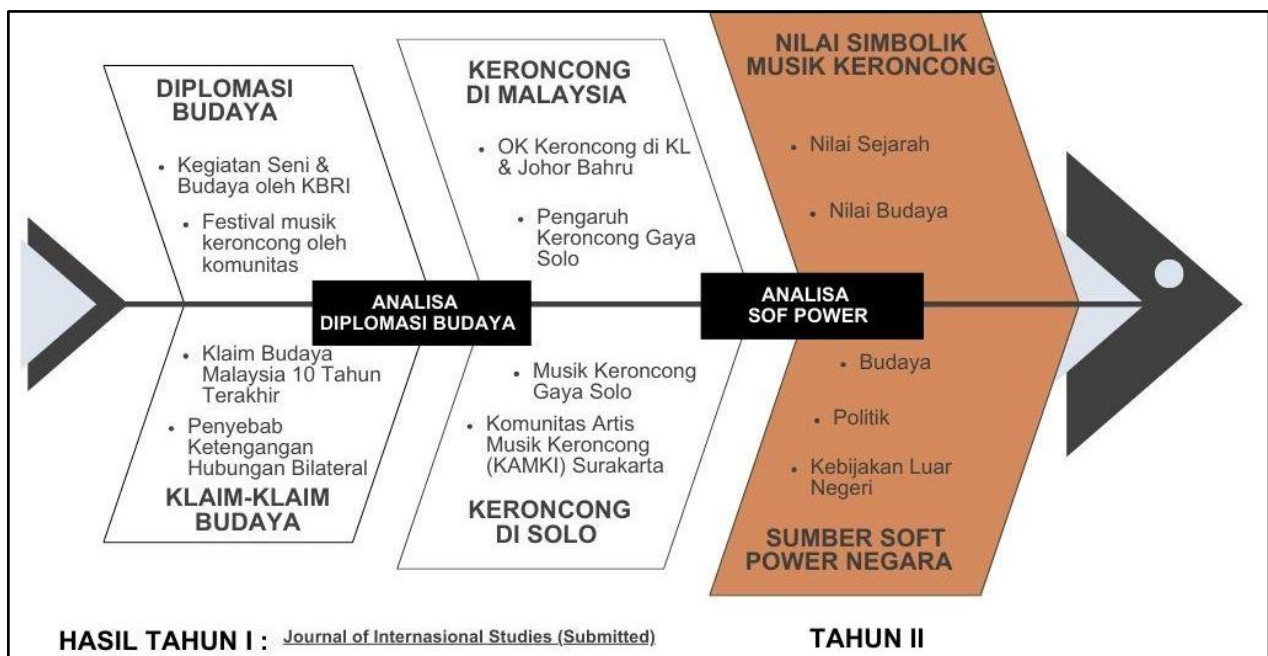 DIPLOMASI
BUDAYA
• Kegiatan Seni &
Budaya oleh KBRI
• Festival musik
keroncong oleh
komunitas
KERONCONG
DI MALAYSIA
• OK Keroncong di KL
& Johor Bahru
• Pengaruh
Keroncong Gaya
Solo
NILAI SIMBOLIK
MUSIK KERONCONG
• Nilai Sejarah
• Nilai Budaya
ANALISA
DIPLOMASI BUDAYA
ANALISA
SOF POWER
• Klaim Budaya
Malaysia 10 Tahun
Terakhir
• Penyebab
Ketengangan
Hubungan Bilateral
KLAIM-KLAIM
BUDAYA
• Musik Keroncong
Gaya Solo
• Komunitas Artis
Musik Keroncong
(KAMKI) Surakarta
KERONCONG
DI SOLO
• Budaya
• Politik
• Kebijakan Luar
Negeri
SUMBER SOFT
POWER NEGARA
HASIL TAHUN I : Journal of Internasional Studies (Submitted)
TAHUN II